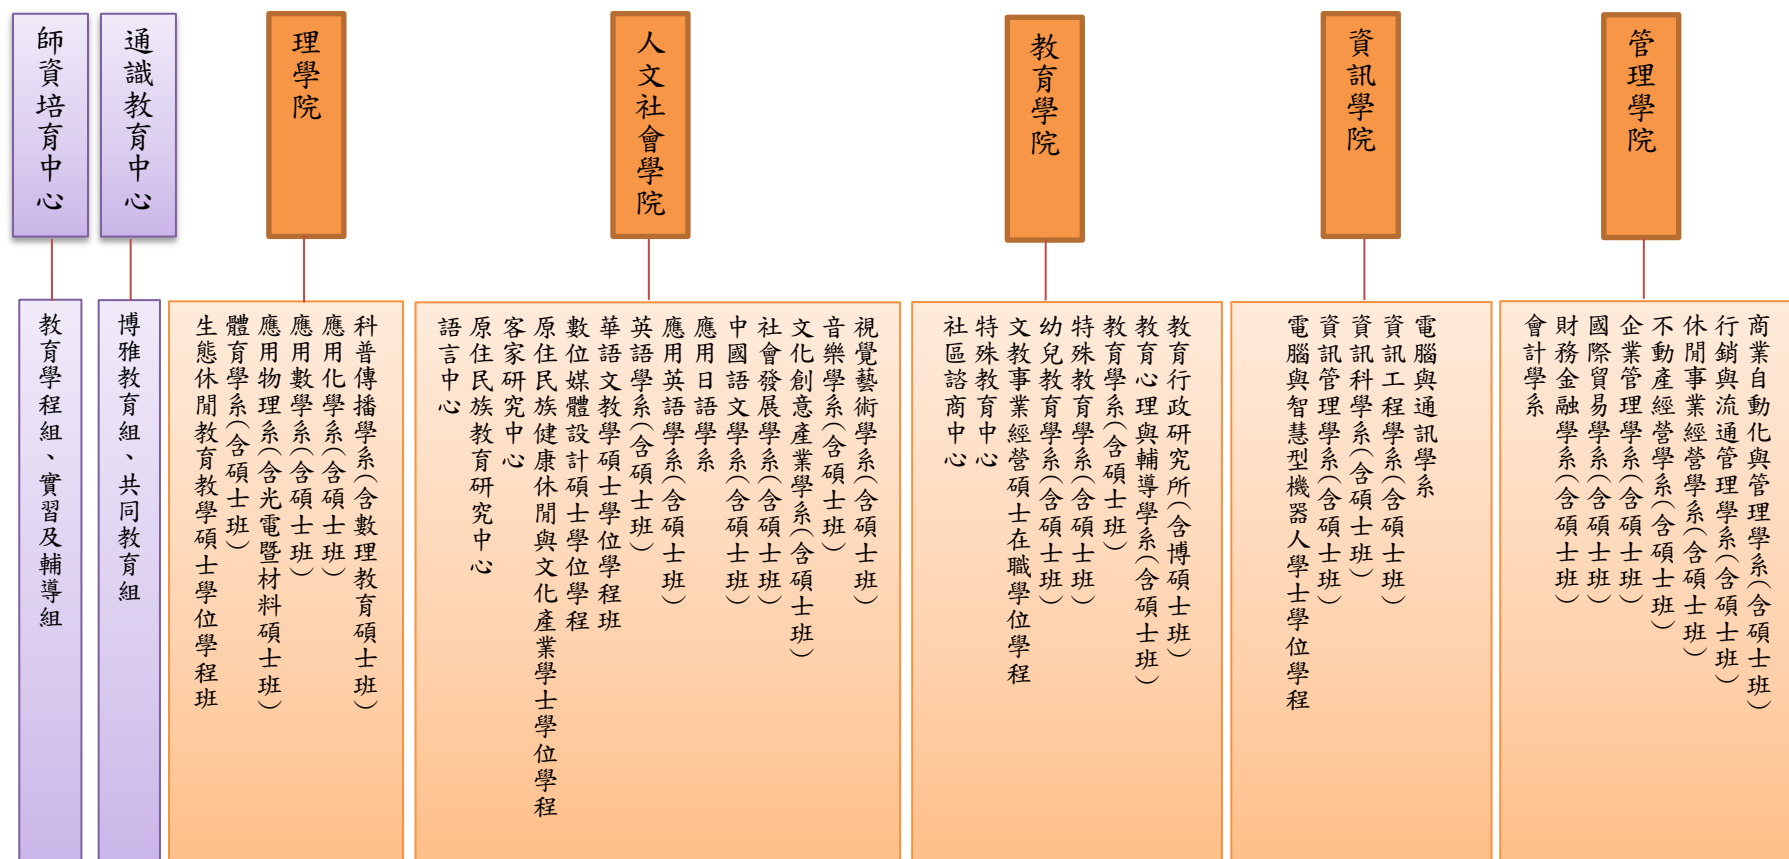 管理學院
商業自動化與管理學系(含碩士班)
行銷與流通管理學系(含碩士班)
休閒事業經營學系(含碩士班)
不動產經營學系(含碩士班)
企業管理學系(含碩士班)
國際貿易學系(含碩士班)
財務金融學系(含碩士班)
會計學系
資訊學院
電腦與通訊學系
資訊工程學系(含碩士班)
資訊科學系(含碩士班)
資訊管理學系(含碩士班)
電腦與智慧型機器人學士學位學程
教育學院
教育行政研究所(含博碩士班)
教育心理與輔導學系(含碩士班)
教育學系(含碩士班)
特殊教育學系(含碩士班)
幼兒教育學系(含碩士班)
文教事業經營碩士在職學位學程
特殊教育中心
社區諮商中心
人文社會學院
視覺藝術學系(含碩士班)
音樂學系(含碩士班)
文化創意產業學系(含碩士班)
社會發展學系(含碩士班)
中國語文學系(含碩士班)
應用日語學系
應用英語學系(含碩士班)
英語學系(含碩士班)
華語文教學碩士學位學程班
數位媒體設計碩士學位學程
原住民族健康休閒與文化產業學士學位學程
客家研究中心
原住民族教育研究中心
語言中心
理學院
科普傳播學系(含數理教育碩士班)
應用化學系(含碩士班)
應用數學系(含碩士班)
應用物理系(含光電暨材料碩士班)
體育學系(含碩士班)
生態休閒教育教學碩士學位學程班
通識教育中心
博雅教育組、共同教育組
師資培育中心
教育學程組、實習及輔導組